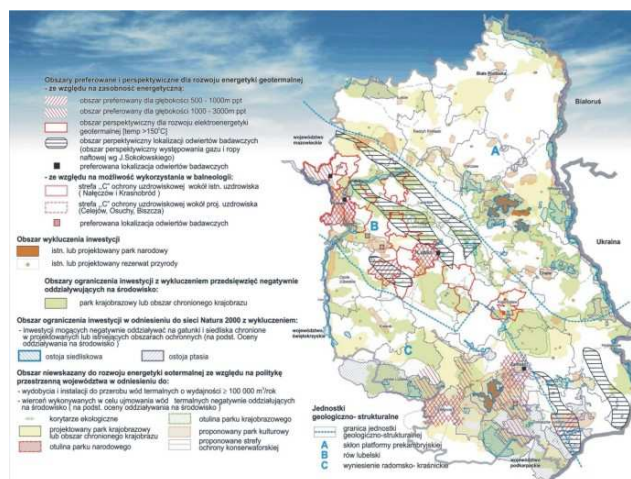 Obszary preferowane i perspektywiczne dla rozwoju energetyki geotermalnej
- ze względu na zasobność energetyczną:
obszar preferowany dla głębokości 500 - 1000m ppt
obszar preferowany dla głębokości 1000 - 3000m ppt
obszar perspektywiczny dla rozwoju elektroenergetyki
geotermalnej [temp >150°C]
obszar perpektywiczny lokalizacji odwiertów badawczych
(obszar perspektywiczny występowania gazu i ropy
naftowej wg J.Sokołowskiego)
preferowana lokalizacja odwiertów badawczych
- ze względu na możliwość wykorzystania w balneologii:
strefa „C" ochrony uzdrowiskowej wokół istn. uzdrowiska
( Nałęczów i Krasnobród )
strefa „C" ochrony uzdrowiskowej wokół proj. uzdrowiska
(Celejów, Osuchy, Biszcza)
preferowana lokalizacja odwiertów badawczych
Obszar wykluczenia inwestycji
istn. lub projektowany park narodowy
istn. lub projektowany rezerwat przyrody
Obszary ograniczenia inwestycji z wykluczeniem przedsięwzięć negatywnie
oddziaływujących na środowisko:
park krajobrazowy lub obszar chronionego krajobrazu
Obszar ograniczenia inwestycji w odniesieniu do sieci Natura 2000 z wykluczeniem:
- inwestycji mogących negatywnie oddziaływać na gatunki i siedliska chronione
w projektowanych lub istniejących obszarach ochronnych (na podst. Oceny
oddziaływania na środowisko )
ostoja siedliskowa
ostoja ptasia
Obszar niewskazany do rozwoju energetyki eotermalnej ze względu na politykę
przestrzenną województwa w odniesieniu do:
- wydobycia i instalacji do przerobu wód termalnych o wydajności ≥ 100 000 m³/rok
- wierceń wykonywanych w celu ujmowania wód termalnych negatywnie oddziaływających
na środowisko ( na podst. oceny oddziaływania na środowisko)
korytarze ekologiczne
otulina parku krajobrazowego
projektowany park krajobrazowy
lub obszar chronionego krajobrazu
proponowany park kulturowy
otulina parku narodowego
proponowane strefy
ochrony konserwatorskiej
Jednostki
geologiczno- strukturalne
granica jednostki
geologiczno-strukturalnej
A skłon platformy prekambryjskiej
B rów lubelski
C wyniesienie radomsko- kraśnickie
Białoruś
Ukraina
województwo
mazowieckie
województwo
świętokrzyskie
województwo
podkarpackie
A
B
C